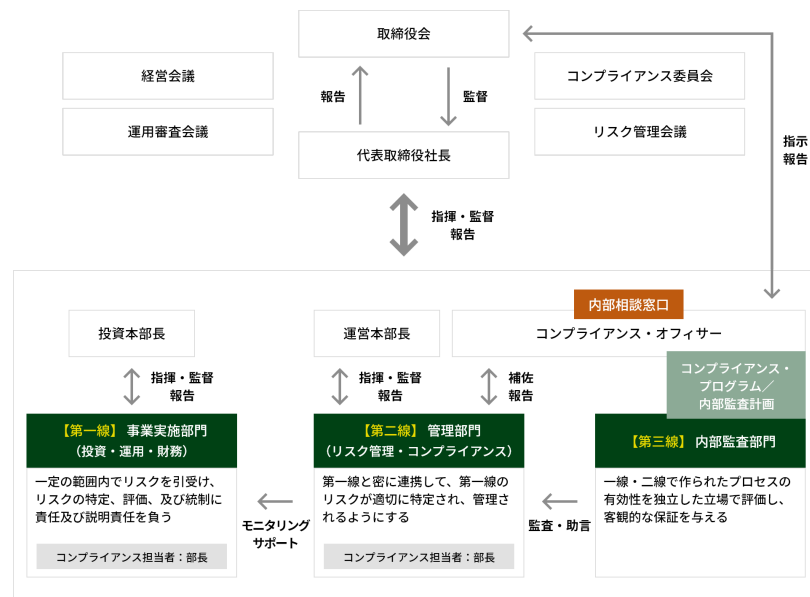 取締役会
経営会議
コンプライアンス委員会
報告
監督
運用審査会議
リスク管理会議
代表取締役社長
指示
報告
指揮・監督
報告
内部相談窓口
投資本部長
運営本部長
コンプライアンス・オフィサー
指揮・監督
報告
指揮・監督
報告
補佐
報告
コンプライアンス・
プログラム／
内部監査計画
【第一線】 事業実施部門
（投資・運用・財務）
一定の範囲内でリスクを引受け、
リスクの特定、評価、及び統制に
責任及び説明責任を負う
コンプライアンス担当者：部長
モニタリング
サポート
【第二線】 管理部門
（リスク管理・コンプライアンス）
第一線と密に連携して、第一線の
リスクが適切に特定され、管理さ
れるようにする
コンプライアンス担当者：部長
監査・助言
【第三線】 内部監査部門
一線・二線で作られたプロセスの
有効性を独立した立場で評価し、
客観的な保証を与える